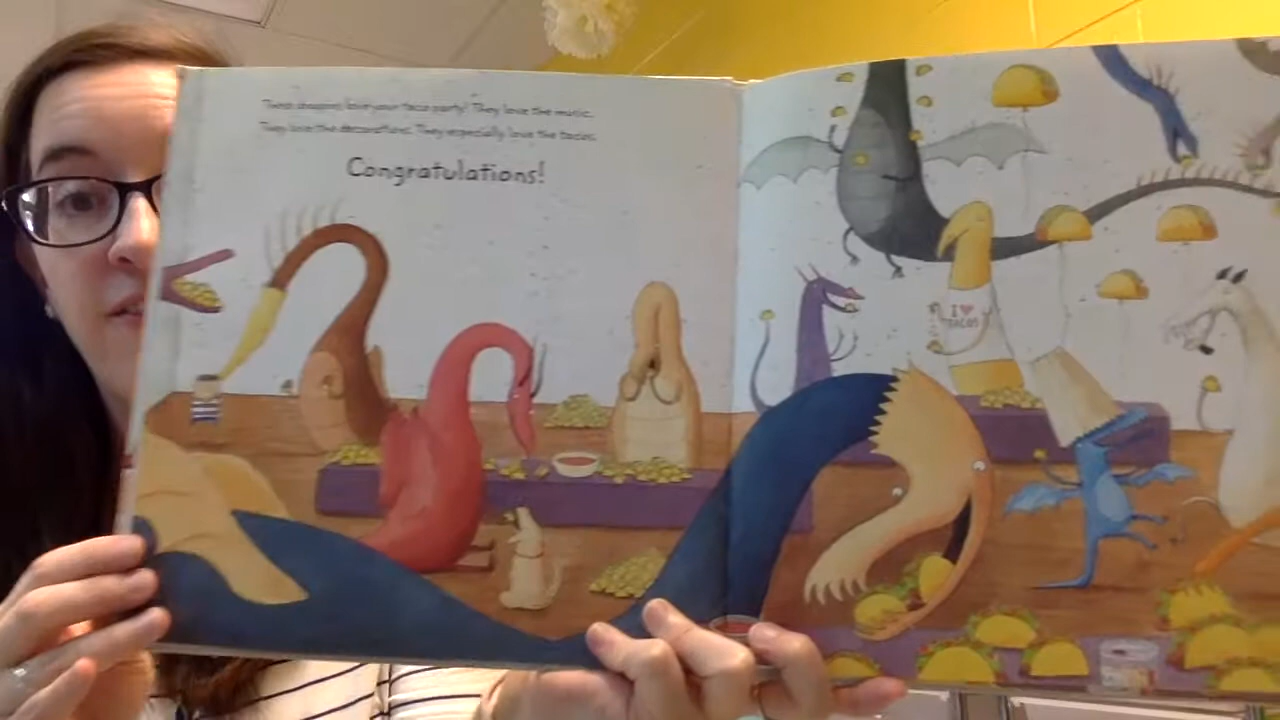 These dragons love your taco party! They love the music.
They love the decorations. They especially love the tacos.
Congratulations!
I ♥
TACOS